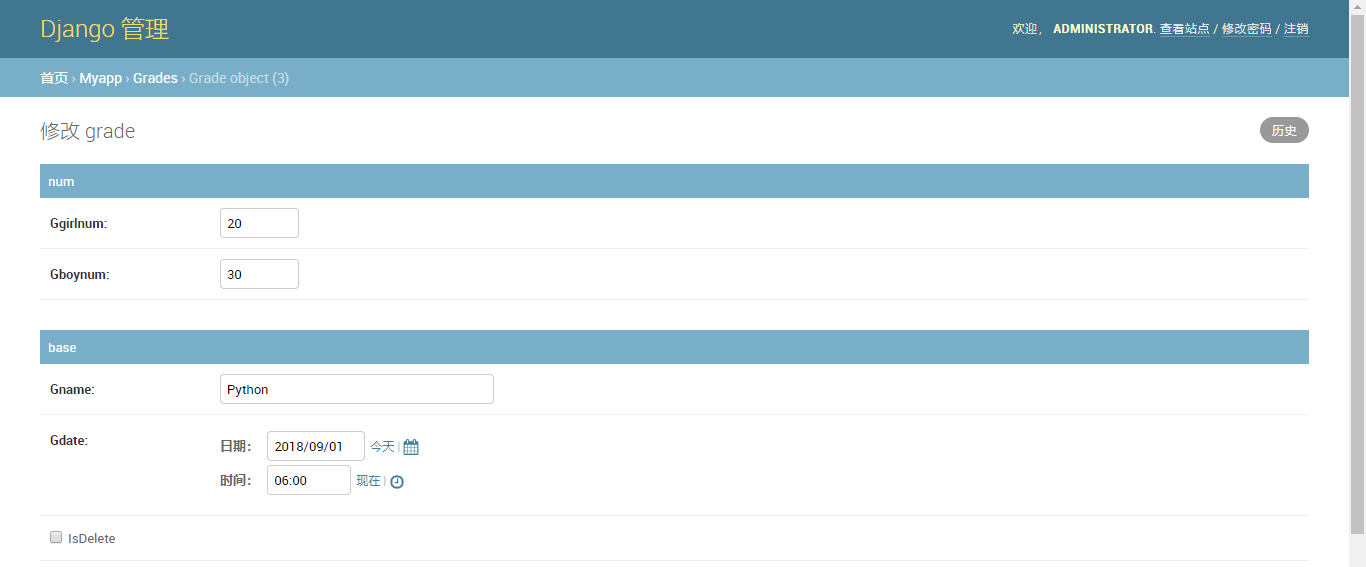 Django 管理
欢迎， ADMINISTRATOR. 查看站点 / 修改密码 / 注销
首页 › Myapp › Grades › Grade object (3)
修改 grade
历史
num
Ggirlnum: 20
Gboynum: 30
base
Gname: Python
Gdate: 日期： 2018/09/01 今天 |
时间： 06:00 现在 |
IsDelete